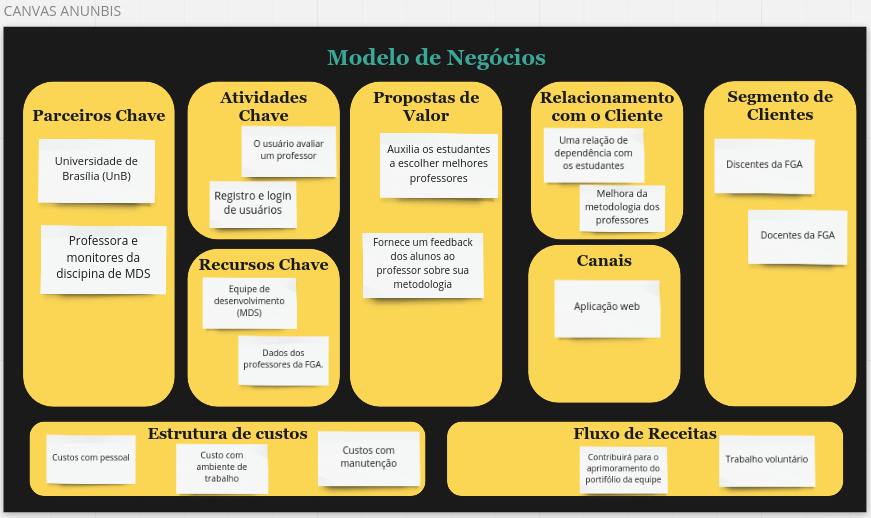 CANVAS ANUNBIS
Modelo de Negócios
Parceiros Chave
Universidade de
Brasília (UnB)
Professora e
monitores da
discipina de MDS
Atividades
Chave
O usuário avaliar
um professor
Registro e login
de usuários
Recursos Chave
Equipe de
desenvolvimento
(MDS)
Dados dos
professores da FGA.
Propostas de
Valor
Auxilia os estudantes
a escolher melhores
professores
Fornece um feedback
dos alunos ao
professor sobre sua
metodologia
Relacionamento
com o Cliente
Uma relação de
dependência com
os estudantes
Melhora da
metodologia dos
professores
Canais
Aplicação web
Segmento de
Clientes
Discentes da FGA
Docentes da FGA
Estrutura de custos
Custos com pessoal
Custo com
ambiente de
trabalho
Custos com
manutenção
Fluxo de Receitas
Contribuirá para o
aprimoramento do
portifólio da equipe
Trabalho voluntário